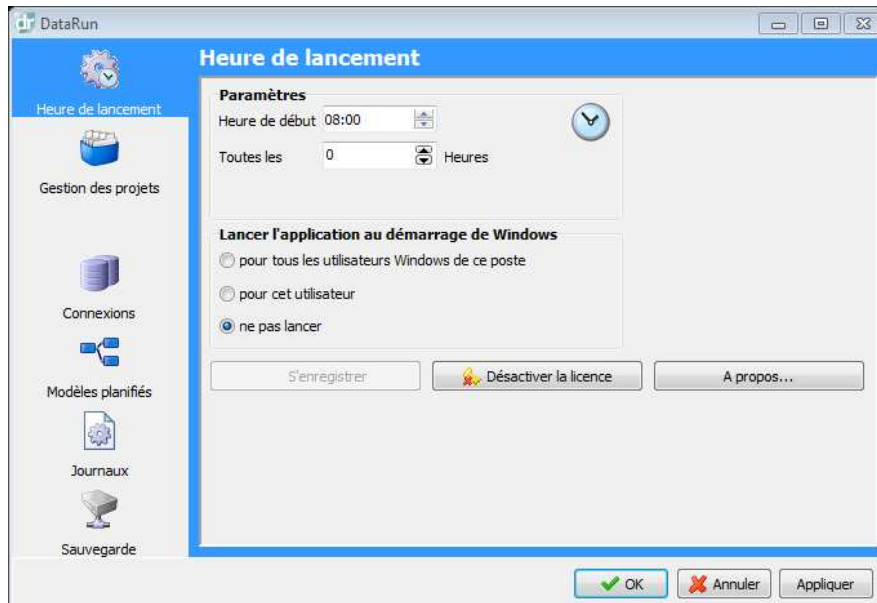 DataRun
Heure de lancement
Gestion des projets
Connexions
Modèles planifiés
Journaux
Sauvegarde
Heure de lancement
Paramètres
Heure de début 08:00
Toutes les 0 Heures
Lancer l'application au démarrage de Windows
pour tous les utilisateurs Windows de ce poste
pour cet utilisateur
ne pas lancer
S'enregistrer Désactiver la licence A propos...
OK Annuler Appliquer